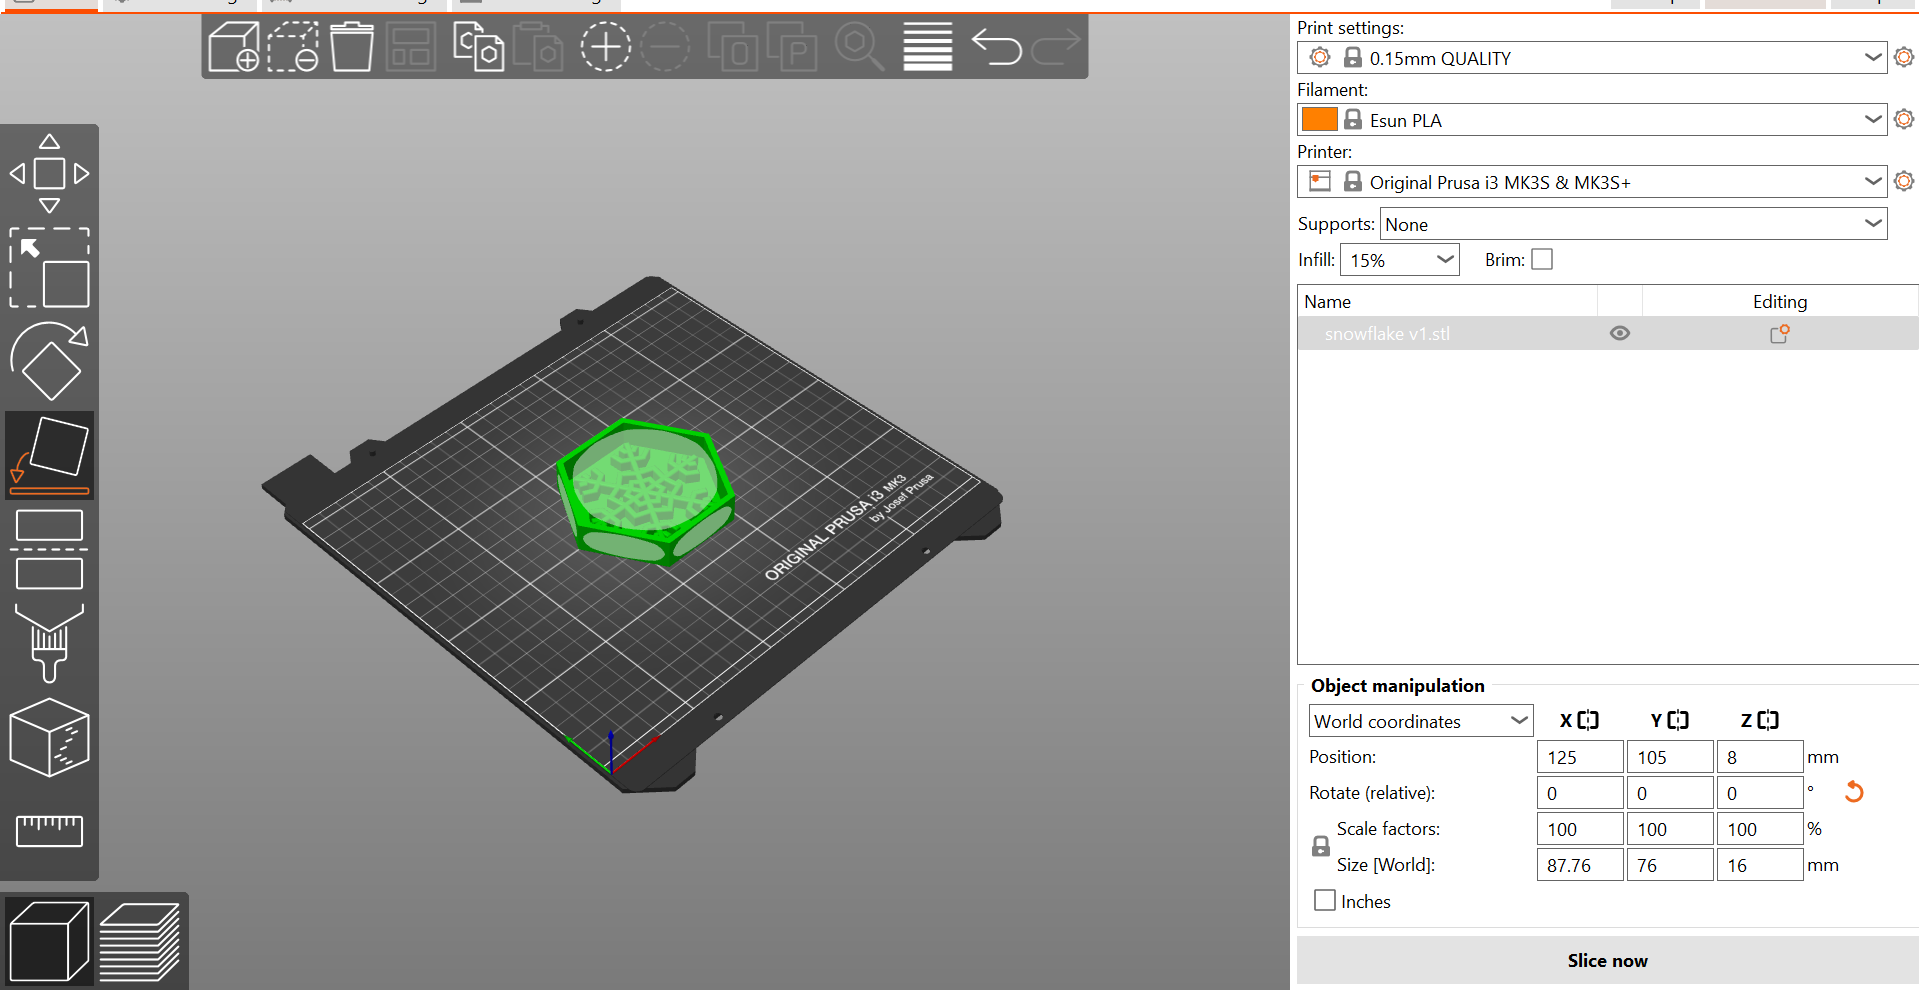 Print settings:
0.15mm QUALITY
Filament:
Esun PLA
Printer:
Original Prusa i3 MK3S & MK3S+
Supports: None
Infill: 15% Brim:
Name Editing
snowflake v1.stl
ORIGINAL PRUSA i3 MK3
by Josef Prusa
Object manipulation
World coordinates X Y Z
Position: 125 105 8 mm
Rotate (relative): 0 0 0 °
Scale factors: 100 100 100 %
Size [World]: 87.76 76 16 mm
Inches
Slice now